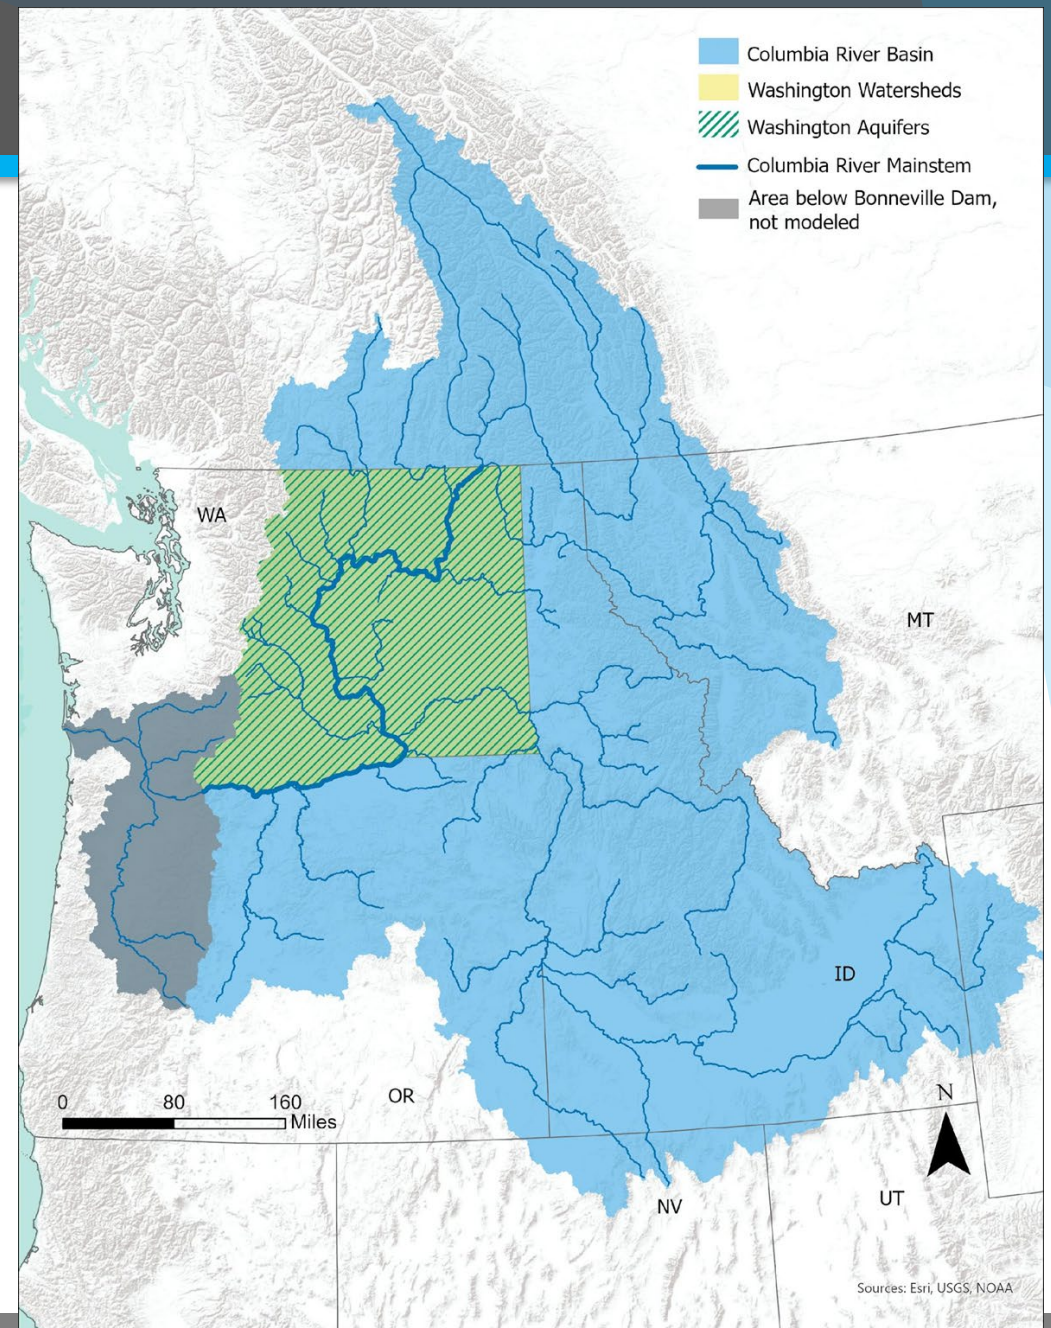 Columbia River Basin
Washington Watersheds
Washington Aquifers
Columbia River Mainstem
Area below Bonneville Dam,
not modeled
WA
MT
ID
OR
N
0 80 160
Miles
UT
NV
Sources: Esri, USGS, NOAA